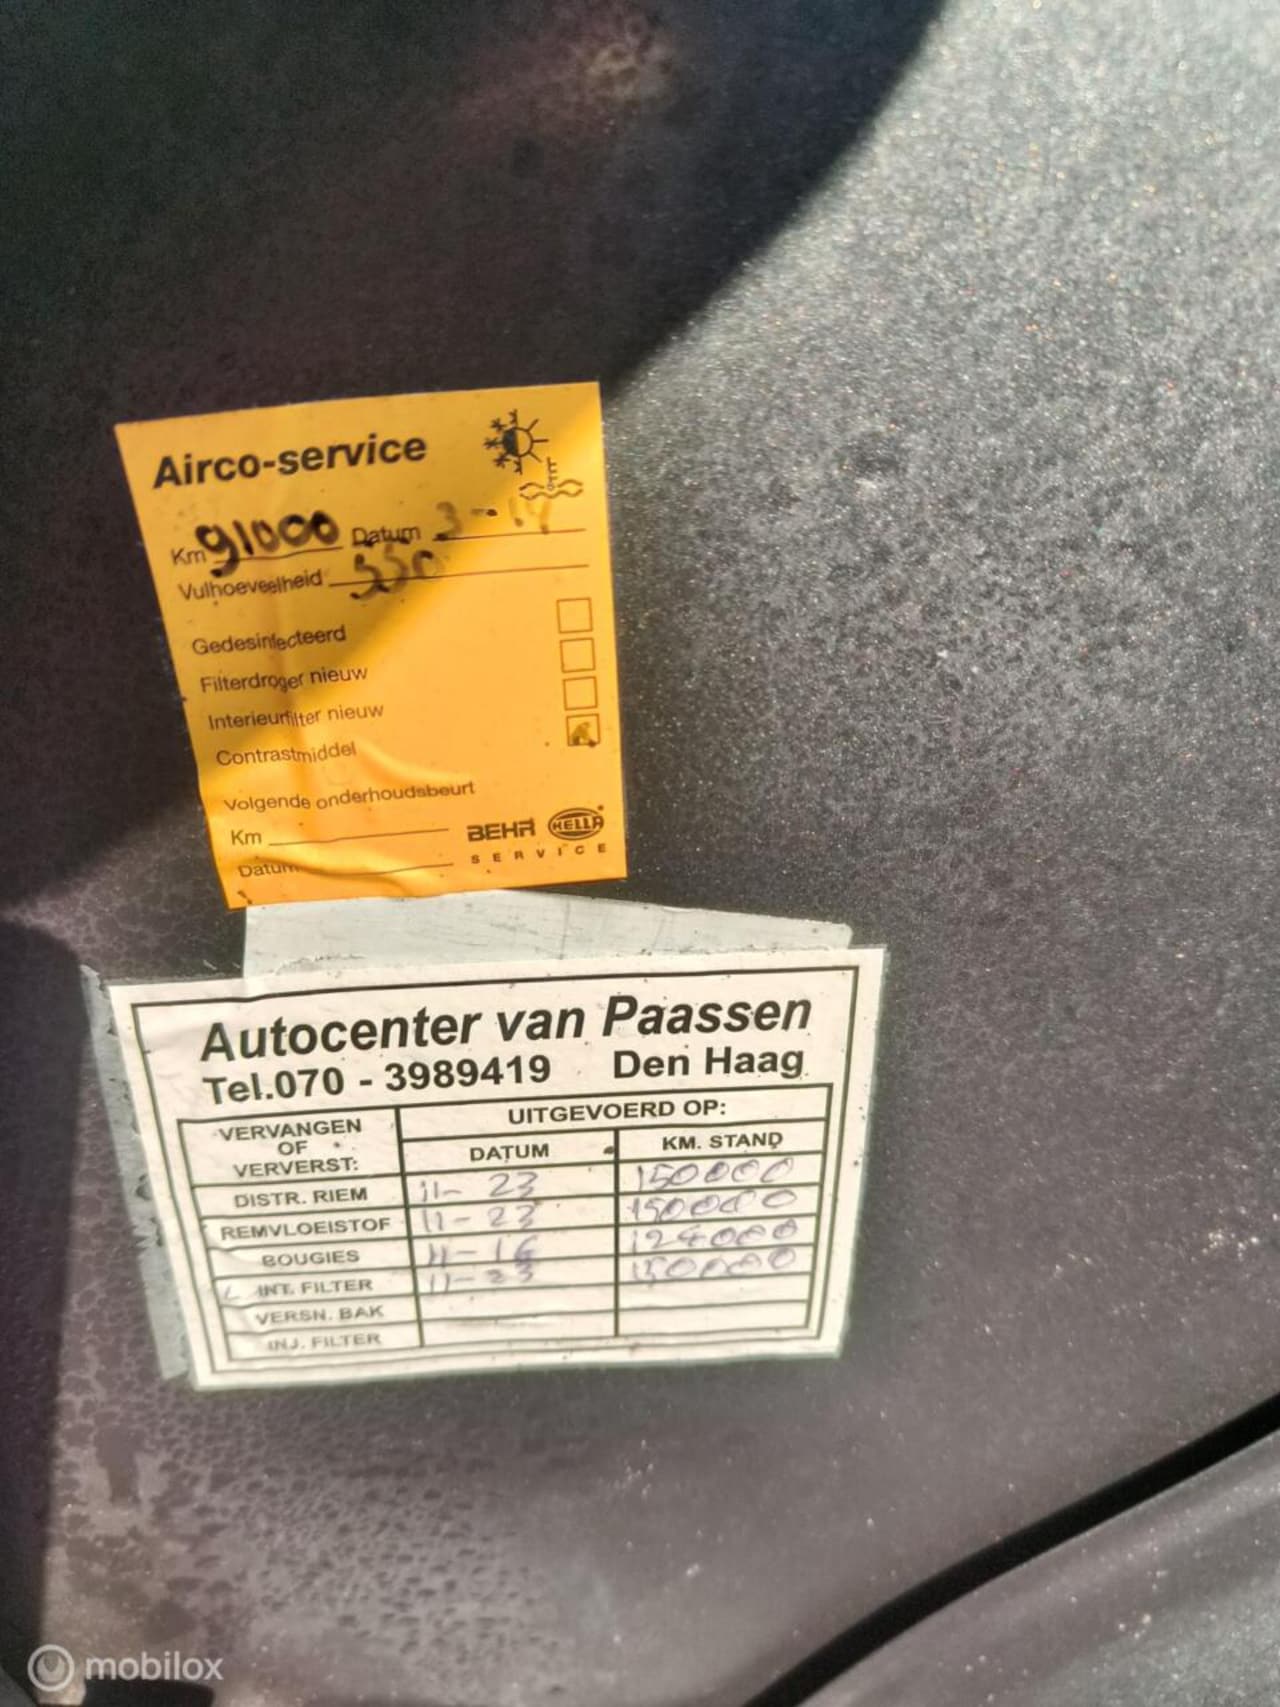 Airco-service
Km 91000 Datum 3-
Vulhoeveelheid 550
Gedesinfecteerd
Filterdroger nieuw
Interieurfilter nieuw
Contrastmiddel
Volgende onderhoudsbeurt
Km
Datum
BEHR HELLA
SERVICE
Autocenter van Paassen
Tel.070 - 3989419 Den Haag
VERVANGEN OF VERVERST:
UITGEVOERD OP:
DATUM KM. STAND
DISTR. RIEM 11-23 150000
REMVLOEISTOF 11-23 150000
BOUGIES 11-16 124000
INT. FILTER 11-23 150000
VERSN. BAK
INJ. FILTER
mobilox